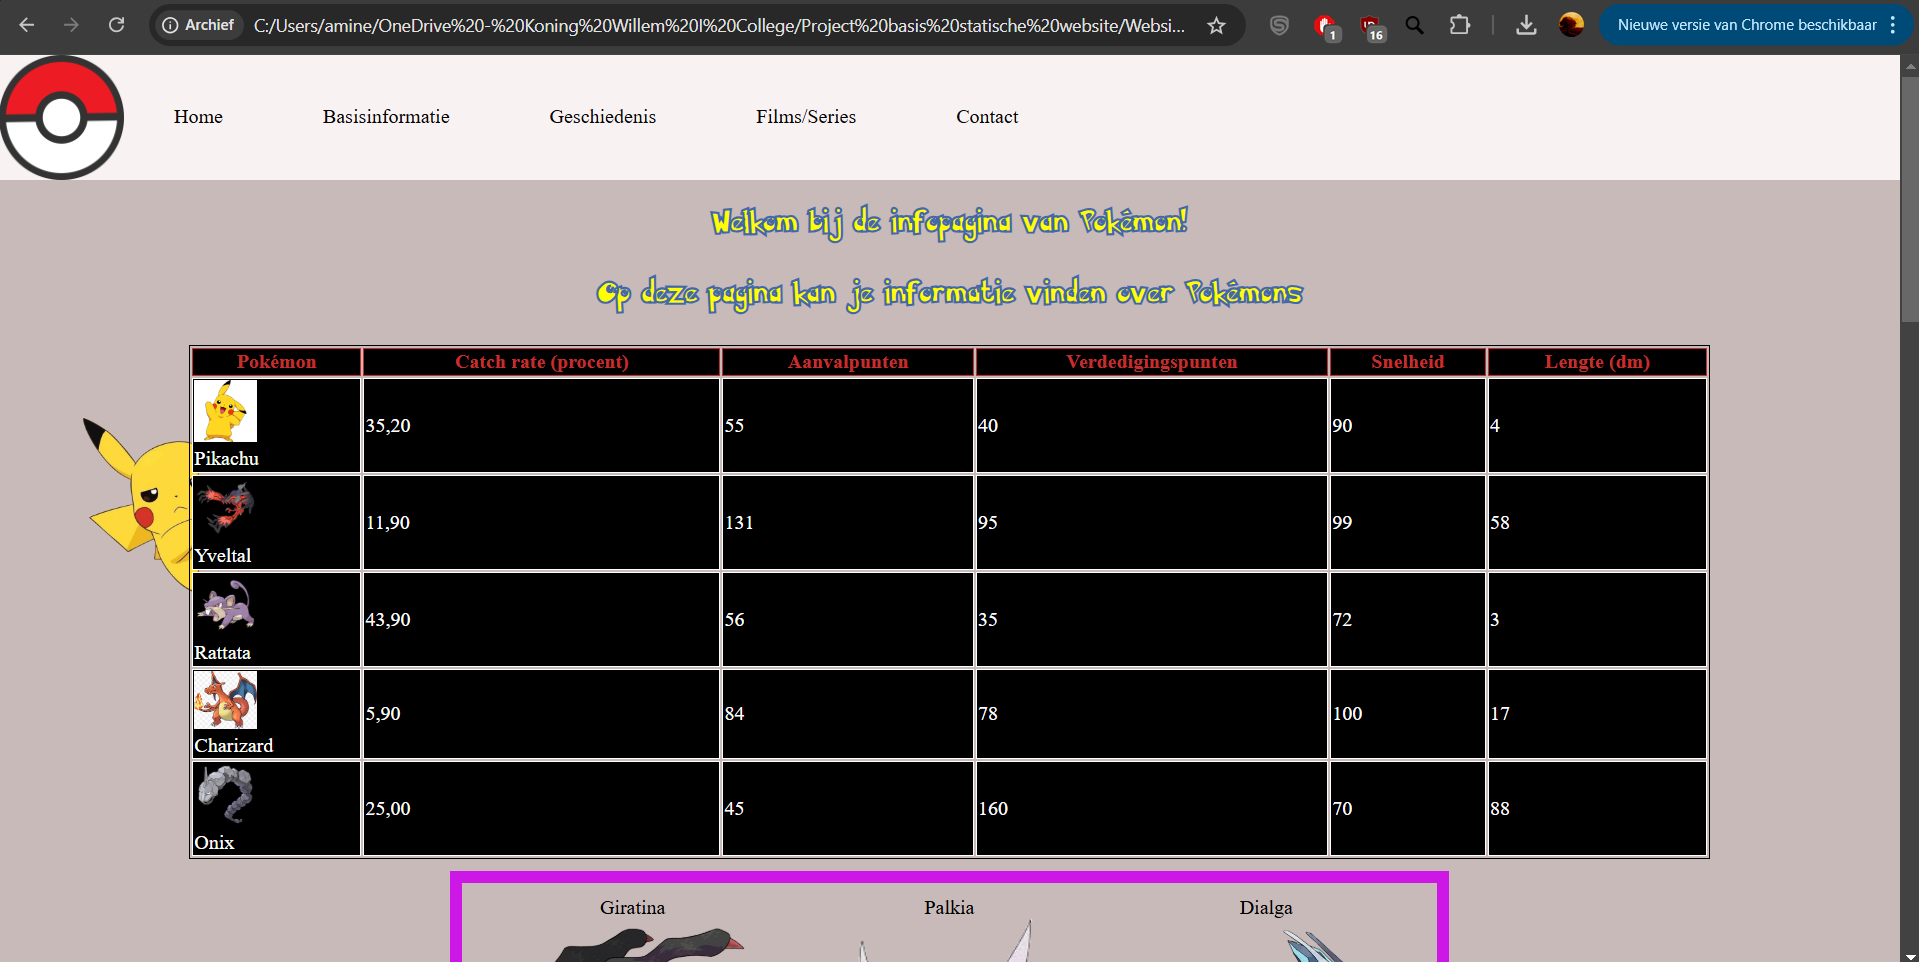 Archief C:/Users/amine/OneDrive%20-%20Koning%20Willem%20I%20College/Project%20basis%20statische%20website/Websi... 1 16 Nieuwe versie van Chrome beschikbaar
Home Basisinformatie Geschiedenis Films/Series Contact
Welkom bij de infopagina van Pokémon!
Op deze pagina kan je informatie vinden over Pokémons
Pokémon Catch rate (procent) Aanvalpunten Verdedigingspunten Snelheid Lengte (dm)
Pikachu 35,20 55 40 90 4
Yveltal 11,90 131 95 99 58
Rattata 43,90 56 35 72 3
Charizard 5,90 84 78 100 17
Onix 25,00 45 160 70 88
Giratina Palkia Dialga